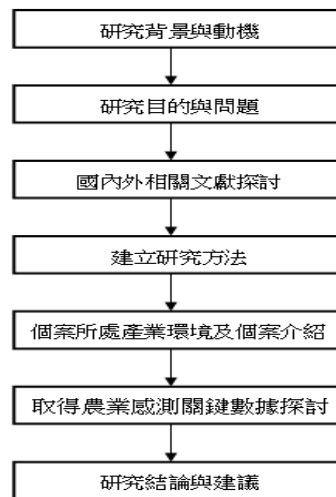 研究背景與動機
研究目的與問題
國內外相關文獻探討
建立研究方法
個案所處產業環境及個案介紹
取得農業感測關鍵數據探討
研究結論與建議